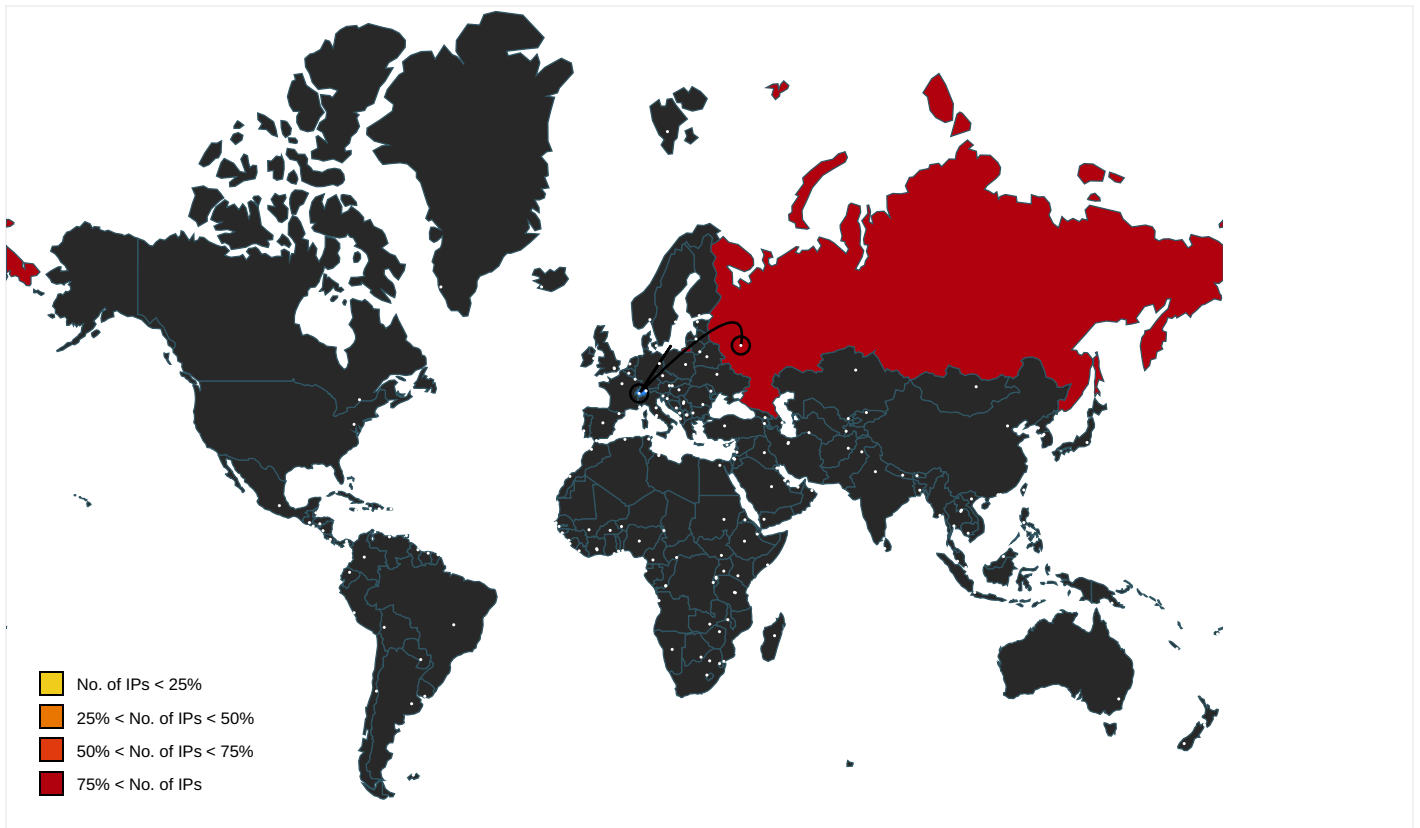 No. of IPs < 25%
25% < No. of IPs < 50%
50% < No. of IPs < 75%
75% < No. of IPs